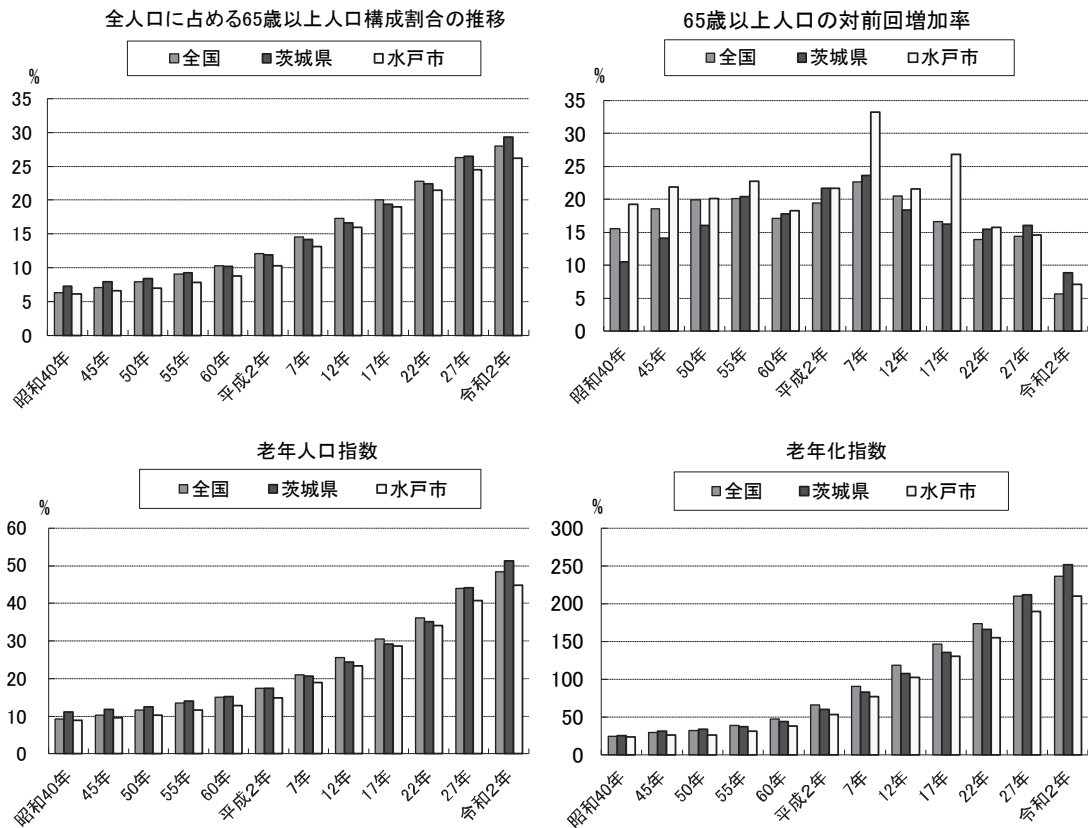 全人口に占める65歳以上人口構成割合の推移
■全国 ■茨城県 □水戸市
%
35
30
25
20
15
10
5
0
昭和40年 45年 50年 55年 60年 平成2年 7年 12年 17年 22年 27年 令和2年
65歳以上人口の対前回増加率
■全国 ■茨城県 □水戸市
%
35
30
25
20
15
10
5
0
昭和40年 45年 50年 55年 60年 平成2年 7年 12年 17年 22年 27年 令和2年
老年人口指数
■全国 ■茨城県 □水戸市
%
60
50
40
30
20
10
0
昭和40年 45年 50年 55年 60年 平成2年 7年 12年 17年 22年 27年 令和2年
老年化指数
■全国 ■茨城県 □水戸市
%
300
250
200
150
100
50
0
昭和40年 45年 50年 55年 60年 平成2年 7年 12年 17年 22年 27年 令和2年